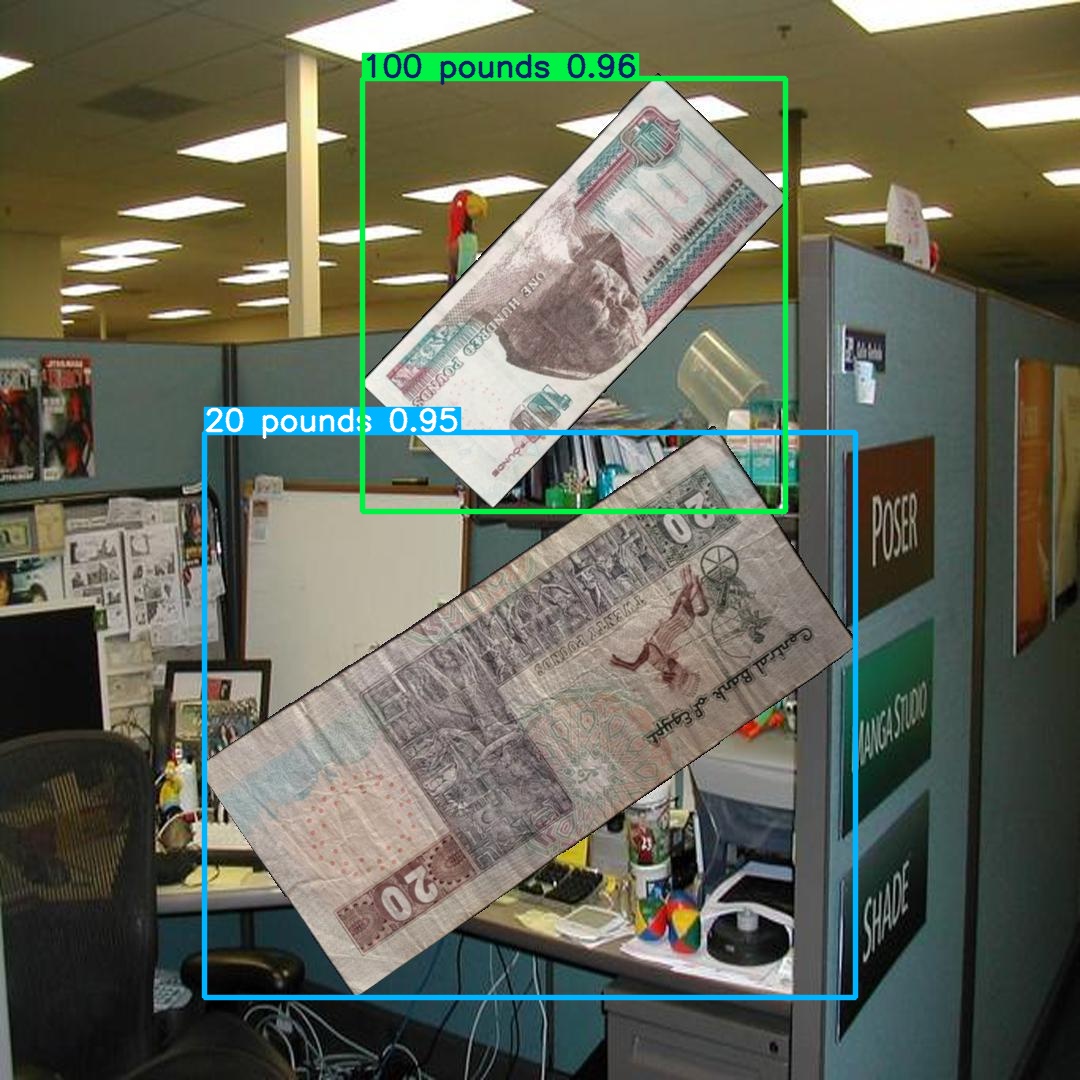 100 pounds 0.96
100
CENTRAL BANK OF EGYPT
ONE HUNDRED POUNDS
POUNDS
20 pounds 0.95
20
TWENTY POUNDS
Central Bank of Egypt
20
POSER
MANGA STUDIO
SHADE